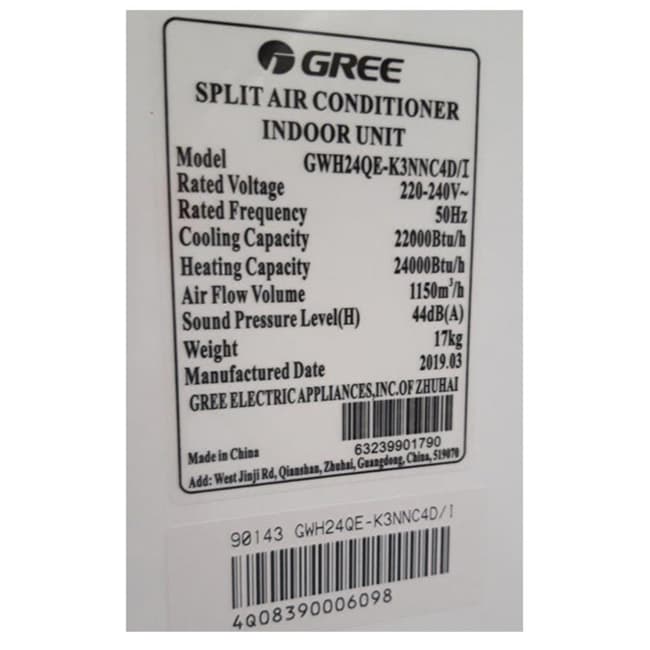 GREE
SPLIT AIR CONDITIONER
INDOOR UNIT
Model GWH24QE-K3NNC4D/I
Rated Voltage 220-240V~
Rated Frequency 50Hz
Cooling Capacity 22000Btu/h
Heating Capacity 24000Btu/h
Air Flow Volume 1150m³/h
Sound Pressure Level(H) 44dB(A)
Weight 17kg
Manufactured Date 2019.03
GREE ELECTRIC APPLIANCES,INC.OF ZHUHAI
63239901790
Made in China
Add: West Jinji Rd, Qianshan, Zhuhai, Guangdong, China, 519070
90143 GWH24QE-K3NNC4D/I
4Q08390006098